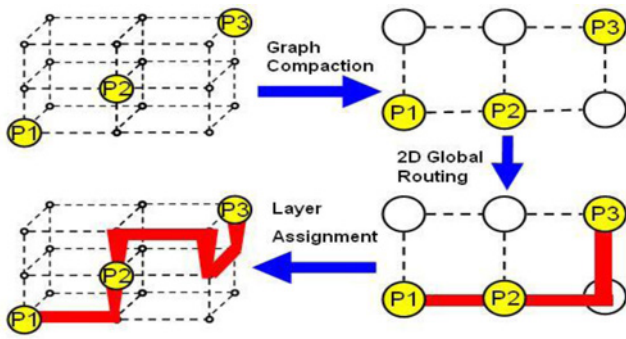 P3
Graph
Compaction
P3
P2
P1
P1
P2
2D Global
Routing
P3
Layer
Assignment
P3
P2
P1
P1
P2